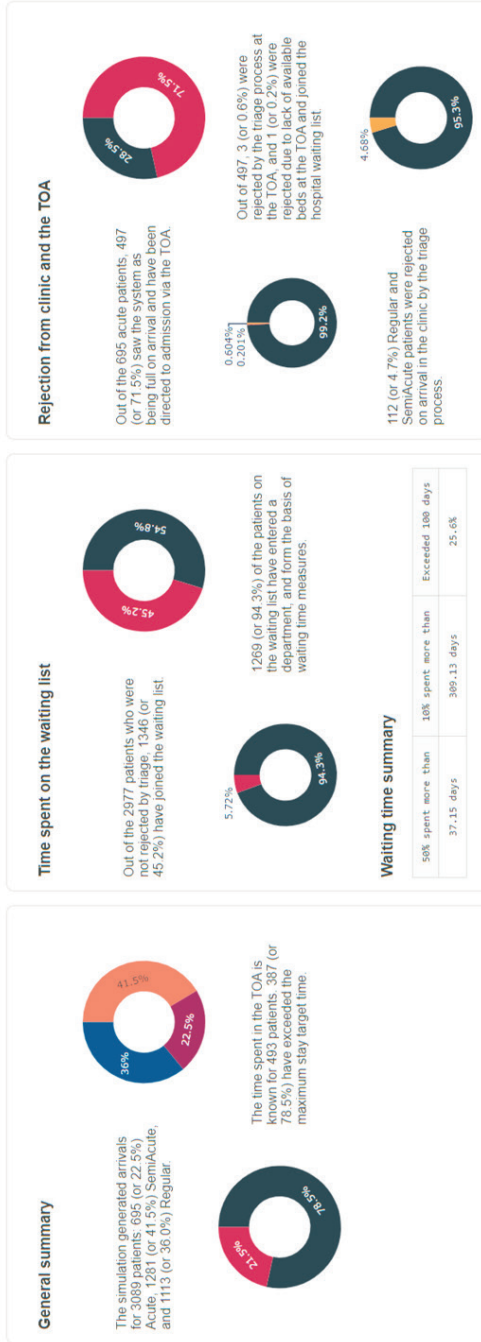 General summary
The simulation generated arrivals
for 3089 patients: 695 (or 22.5%)
Acute, 1281 (or 41.5%) SemiAcute,
and 1113 (or 36.0%) Regular.
36%
41.5%
22.5%
21.5%
78.5%
The time spent in the TOA is
known for 493 patients. 387 (or
78.5%) have exceeded the
maximum stay target time.
Time spent on the waiting list
Out of the 2977 patients who were
not rejected by triage, 1346 (or
45.2%) have joined the waiting list.
45.2%
54.8%
5.72%
94.3%
1269 (or 94.3%) of the patients on
the waiting list have entered a
department, and form the basis of
waiting time measures.
Waiting time summary
50% spent more than 10% spent more than Exceeded 100 days
37.15 days 309.13 days 25.6%
Rejection from clinic and the TOA
Out of the 695 acute patients, 497
(or 71.5%) saw the system as
being full on arrival and have been
directed to admission via the TOA.
28.5%
71.5%
0.604%
0.201%
99.2%
Out of 497, 3 (or 0.6%) were
rejected by the triage process at
the TOA, and 1 (or 0.2%) were
rejected due to lack of available
beds at the TOA and joined the
hospital waiting list.
112 (or 4.7%) Regular and
SemiAcute patients were rejected
on arrival in the clinic by the triage
process.
4.68%
95.3%